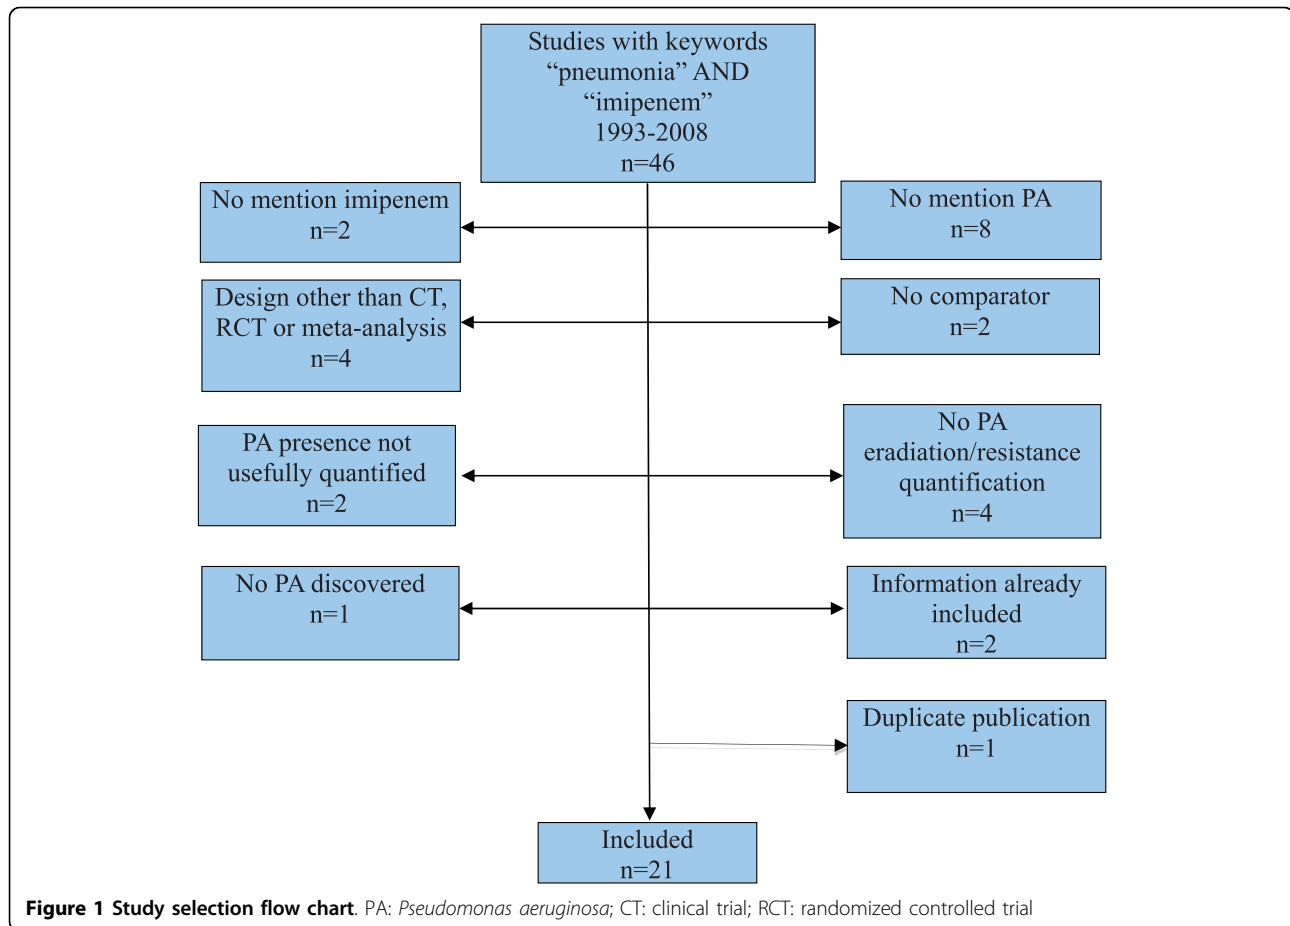 Studies with keywords
“pneumonia” AND
“imipenem”
1993-2008
n=46
No mention imipenem
n=2
No mention PA
n=8
Design other than CT,
RCT or meta-analysis
n=4
No comparator
n=2
PA presence not
usefully quantified
n=2
No PA
eradiation/resistance
quantification
n=4
No PA discovered
n=1
Information already
included
n=2
Duplicate publication
n=1
Included
n=21
Figure 1 Study selection flow chart. PA: Pseudomonas aeruginosa; CT: clinical trial; RCT: randomized controlled trial